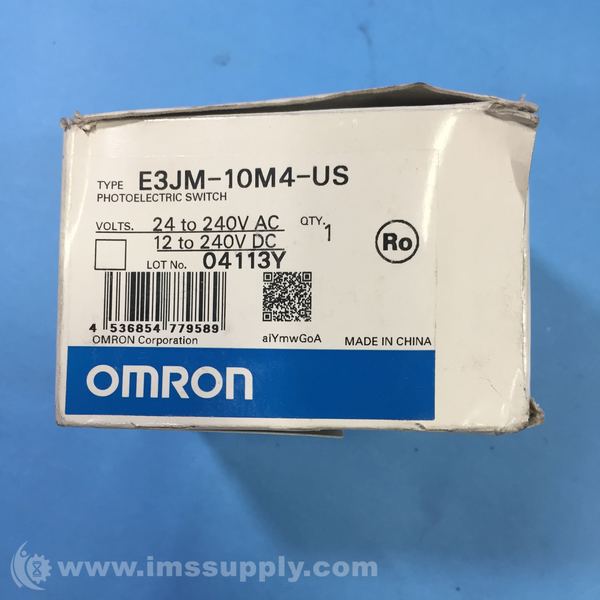 TYPE E3JM-10M4-US
PHOTOELECTRIC SWITCH
VOLTS. 24 to 240V AC QTY. 1
12 to 240V DC
LOT No. 04113Y
Ro
4 536854 779589
OMRON Corporation aiYmwGoA MADE IN CHINA
OMRON
www.imssupply.com